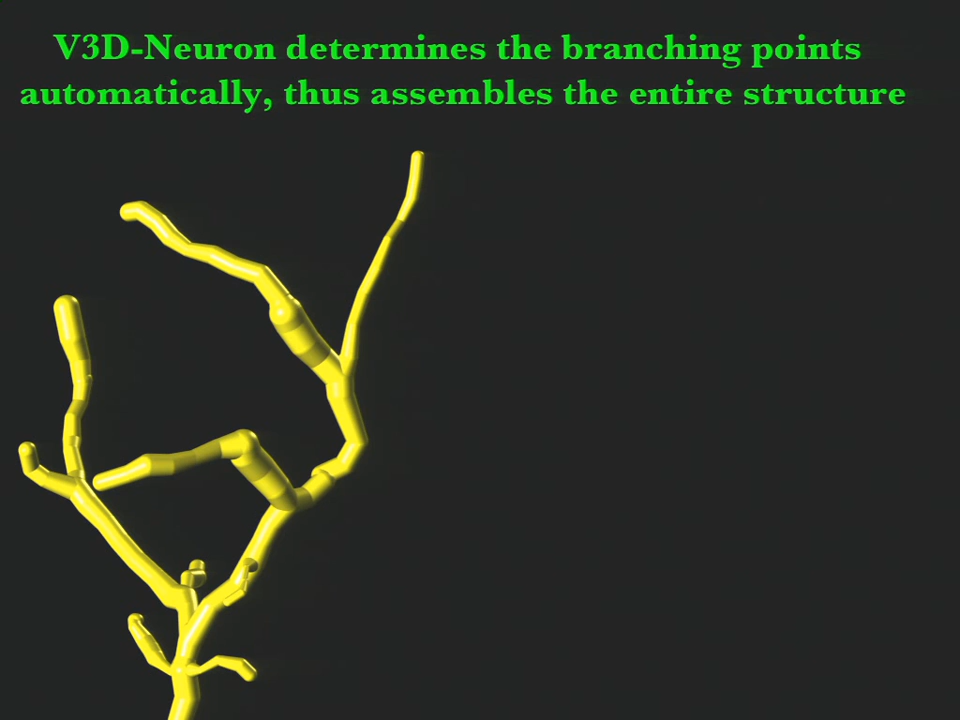 V3D-Neuron determines the branching points
automatically, thus assembles the entire structure